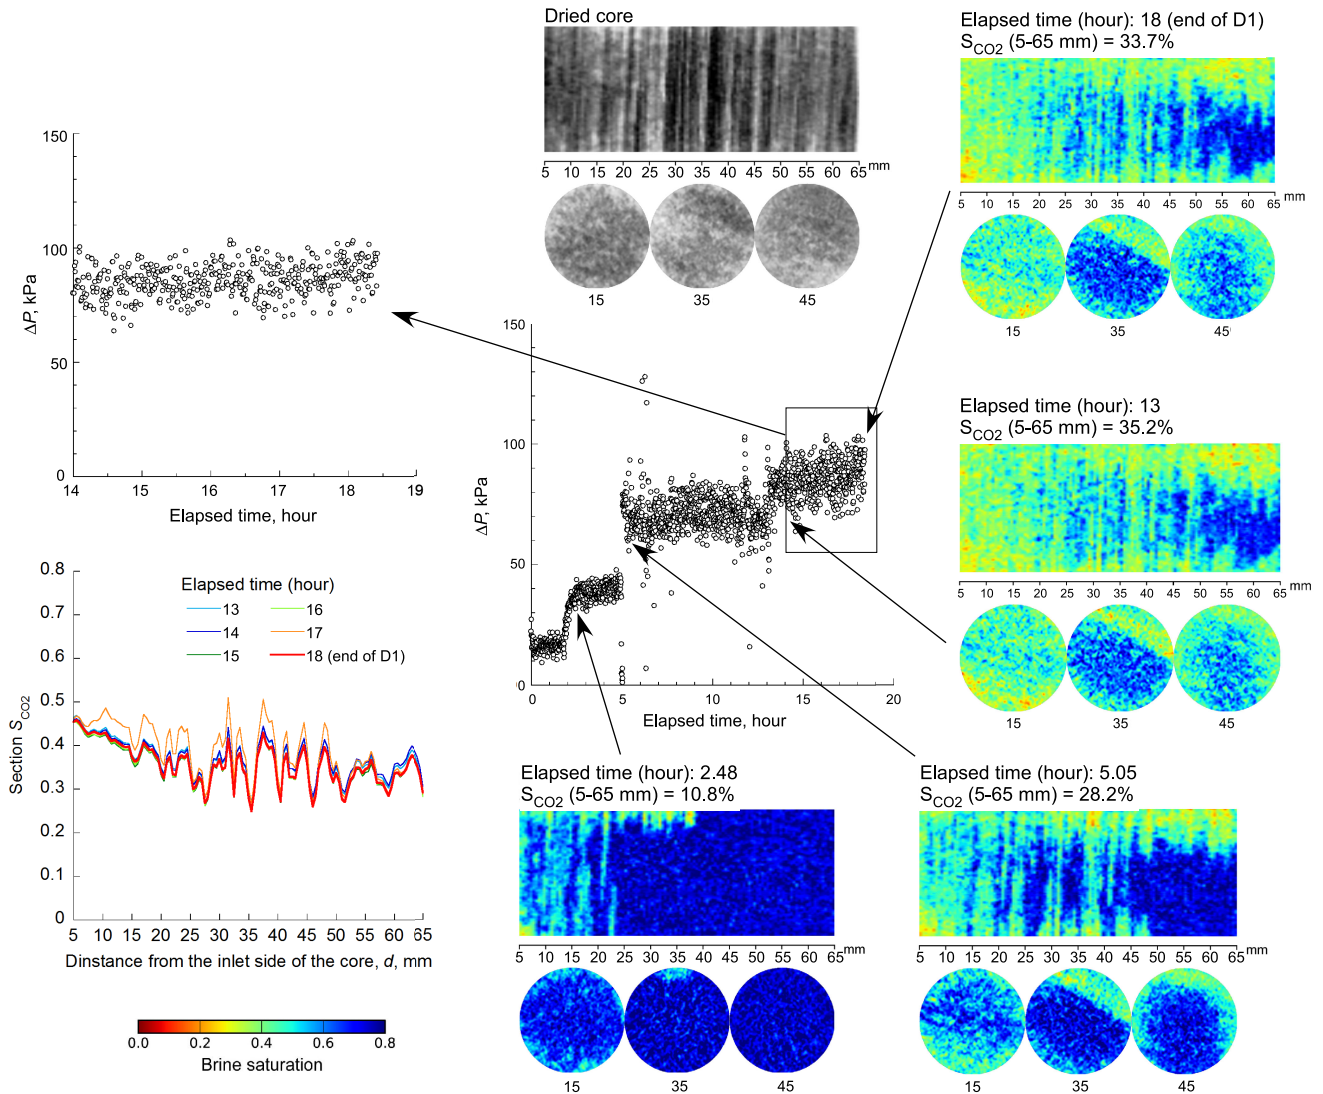 Dried core
5 10 15 20 25 30 35 40 45 50 55 60 65 mm
15 35 45
Elapsed time (hour): 18 (end of D1)
S_CO2 (5-65 mm) = 33.7%
5 10 15 20 25 30 35 40 45 50 55 60 65 mm
15 35 45
150
100
50
0
ΔP, kPa
14 15 16 17 18 19
Elapsed time, hour
150
100
50
0
ΔP, kPa
0 5 10 15 20
Elapsed time, hour
Elapsed time (hour): 13
S_CO2 (5-65 mm) = 35.2%
5 10 15 20 25 30 35 40 45 50 55 60 65 mm
15 35 45
0.8
0.7
0.6
0.5
0.4
0.3
0.2
0.1
0
Section S_CO2
Elapsed time (hour)
13 16
14 17
15 18 (end of D1)
5 10 15 20 25 30 35 40 45 50 55 60 65
Dinstance from the inlet side of the core, d, mm
0.0 0.2 0.4 0.6 0.8
Brine saturation
Elapsed time (hour): 2.48
S_CO2 (5-65 mm) = 10.8%
5 10 15 20 25 30 35 40 45 50 55 60 65 mm
15 35 45
Elapsed time (hour): 5.05
S_CO2 (5-65 mm) = 28.2%
5 10 15 20 25 30 35 40 45 50 55 60 65 mm
15 35 45